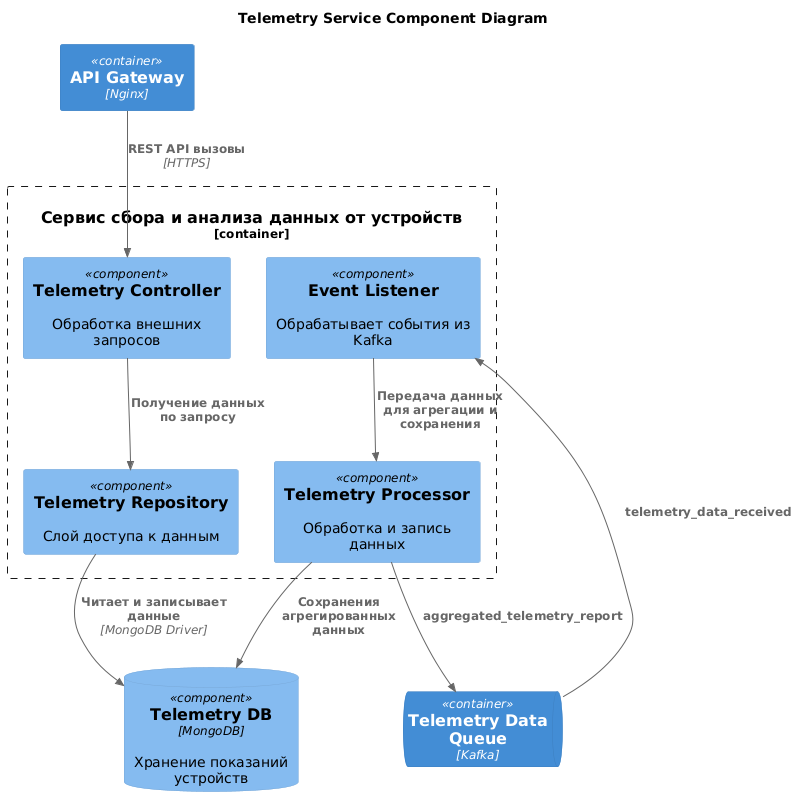 Telemetry Service Component Diagram
«container»
API Gateway
[Nginx]
REST API вызовы
[HTTPS]
Сервис сбора и анализа данных от устройств
[container]
«component»
Telemetry Controller
Обработка внешних
запросов
«component»
Event Listener
Обрабатывает события из
Kafka
Получение данных
по запросу
Передача данных
для агрегации и
сохранения
«component»
Telemetry Repository
Слой доступа к данным
«component»
Telemetry Processor
Обработка и запись
данных
telemetry_data_received
Читает и записывает
данные
[MongoDB Driver]
Сохранения
агрегированных
данных
aggregated_telemetry_report
«component»
Telemetry DB
[MongoDB]
Хранение показаний
устройств
«container»
Telemetry Data
Queue
[Kafka]